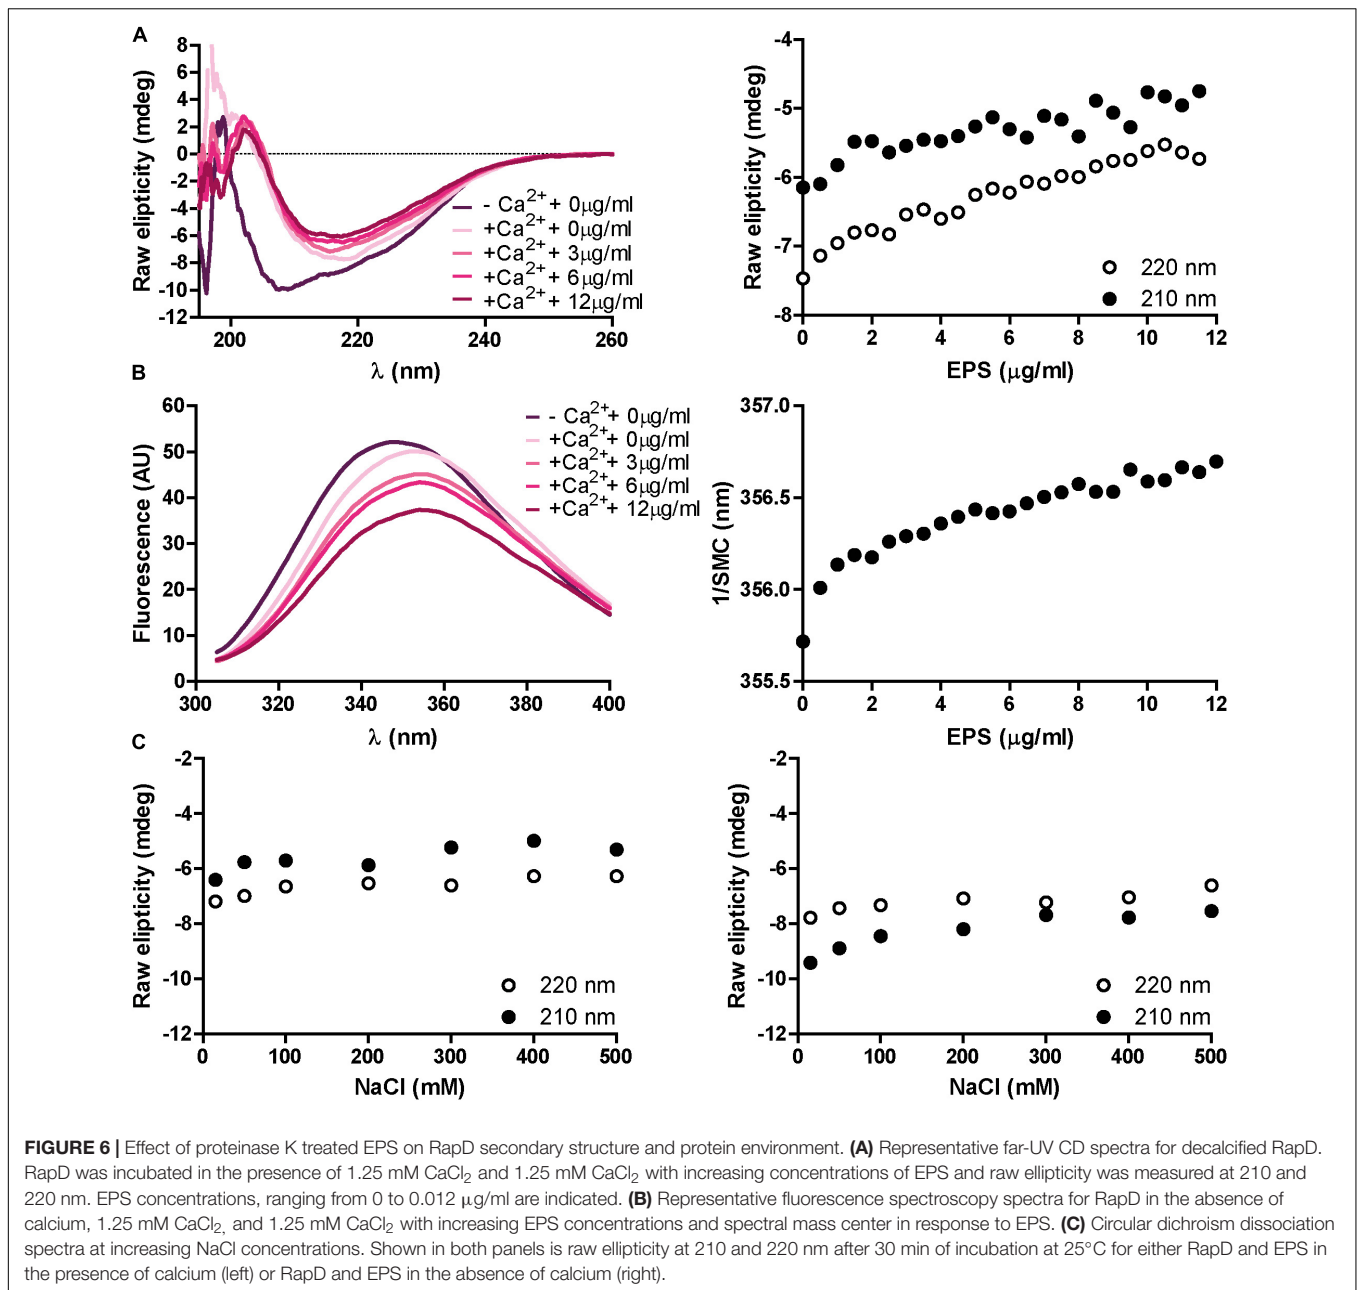 A
8
6
4
2
0
-2
-4
-6
-8
-10
-12
Raw elipticity (mdeg)
200 220 240 260
λ (nm)
- Ca2+ + 0μg/ml
+Ca2+ + 0μg/ml
+Ca2+ + 3μg/ml
+Ca2+ + 6μg/ml
+Ca2+ + 12μg/ml
-4
-5
-6
-7
-8
Raw elipticity (mdeg)
220 nm
210 nm
0 2 4 6 8 10 12
EPS (μg/ml)
B
60
50
40
30
20
10
0
Fluorescence (AU)
300 320 340 360 380 400
λ (nm)
- Ca2+ + 0μg/ml
+Ca2+ + 0μg/ml
+Ca2+ + 3μg/ml
+Ca2+ + 6μg/ml
+Ca2+ + 12μg/ml
357.0
356.5
356.0
355.5
1/SMC (nm)
0 2 4 6 8 10 12
EPS (μg/ml)
C
-2
-4
-6
-8
-10
-12
Raw elipticity (mdeg)
220 nm
210 nm
0 100 200 300 400 500
NaCl (mM)
-2
-4
-6
-8
-10
-12
Raw elipticity (mdeg)
220 nm
210 nm
0 100 200 300 400 500
NaCl (mM)
FIGURE 6 | Effect of proteinase K treated EPS on RapD secondary structure and protein environment. (A) Representative far-UV CD spectra for decalcified RapD.
RapD was incubated in the presence of 1.25 mM CaCl2 and 1.25 mM CaCl2 with increasing concentrations of EPS and raw ellipticity was measured at 210 and
220 nm. EPS concentrations, ranging from 0 to 0.012 μg/ml are indicated. (B) Representative fluorescence spectroscopy spectra for RapD in the absence of
calcium, 1.25 mM CaCl2, and 1.25 mM CaCl2 with increasing EPS concentrations and spectral mass center in response to EPS. (C) Circular dichroism dissociation
spectra at increasing NaCl concentrations. Shown in both panels is raw ellipticity at 210 and 220 nm after 30 min of incubation at 25°C for either RapD and EPS in
the presence of calcium (left) or RapD and EPS in the absence of calcium (right).